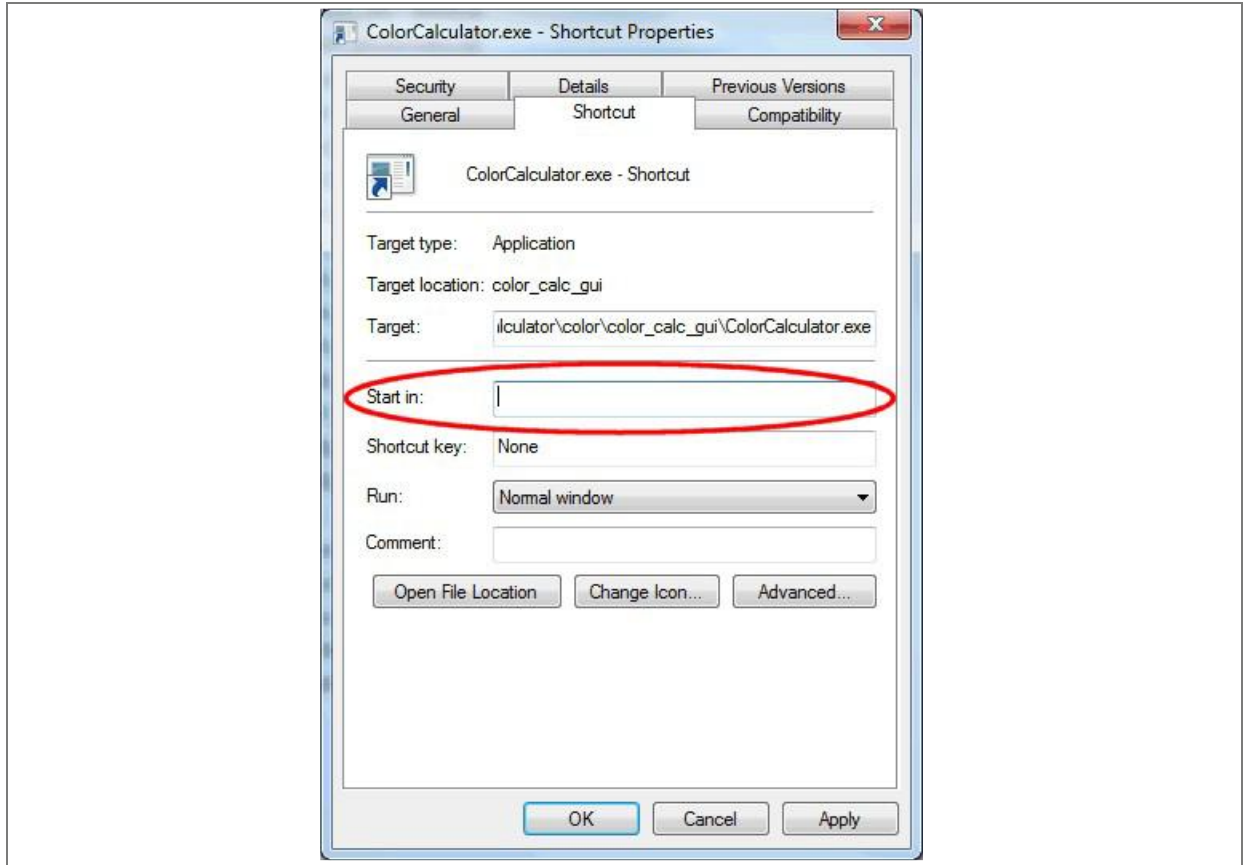 ColorCalculator.exe - Shortcut Properties
Security Details Previous Versions
General Shortcut Compatibility
ColorCalculator.exe - Shortcut
Target type: Application
Target location: color_calc_gui
Target: ilculator\color\color_calc_gui\ColorCalculator.exe
Start in:
Shortcut key: None
Run: Normal window
Comment:
Open File Location Change Icon... Advanced...
OK Cancel Apply